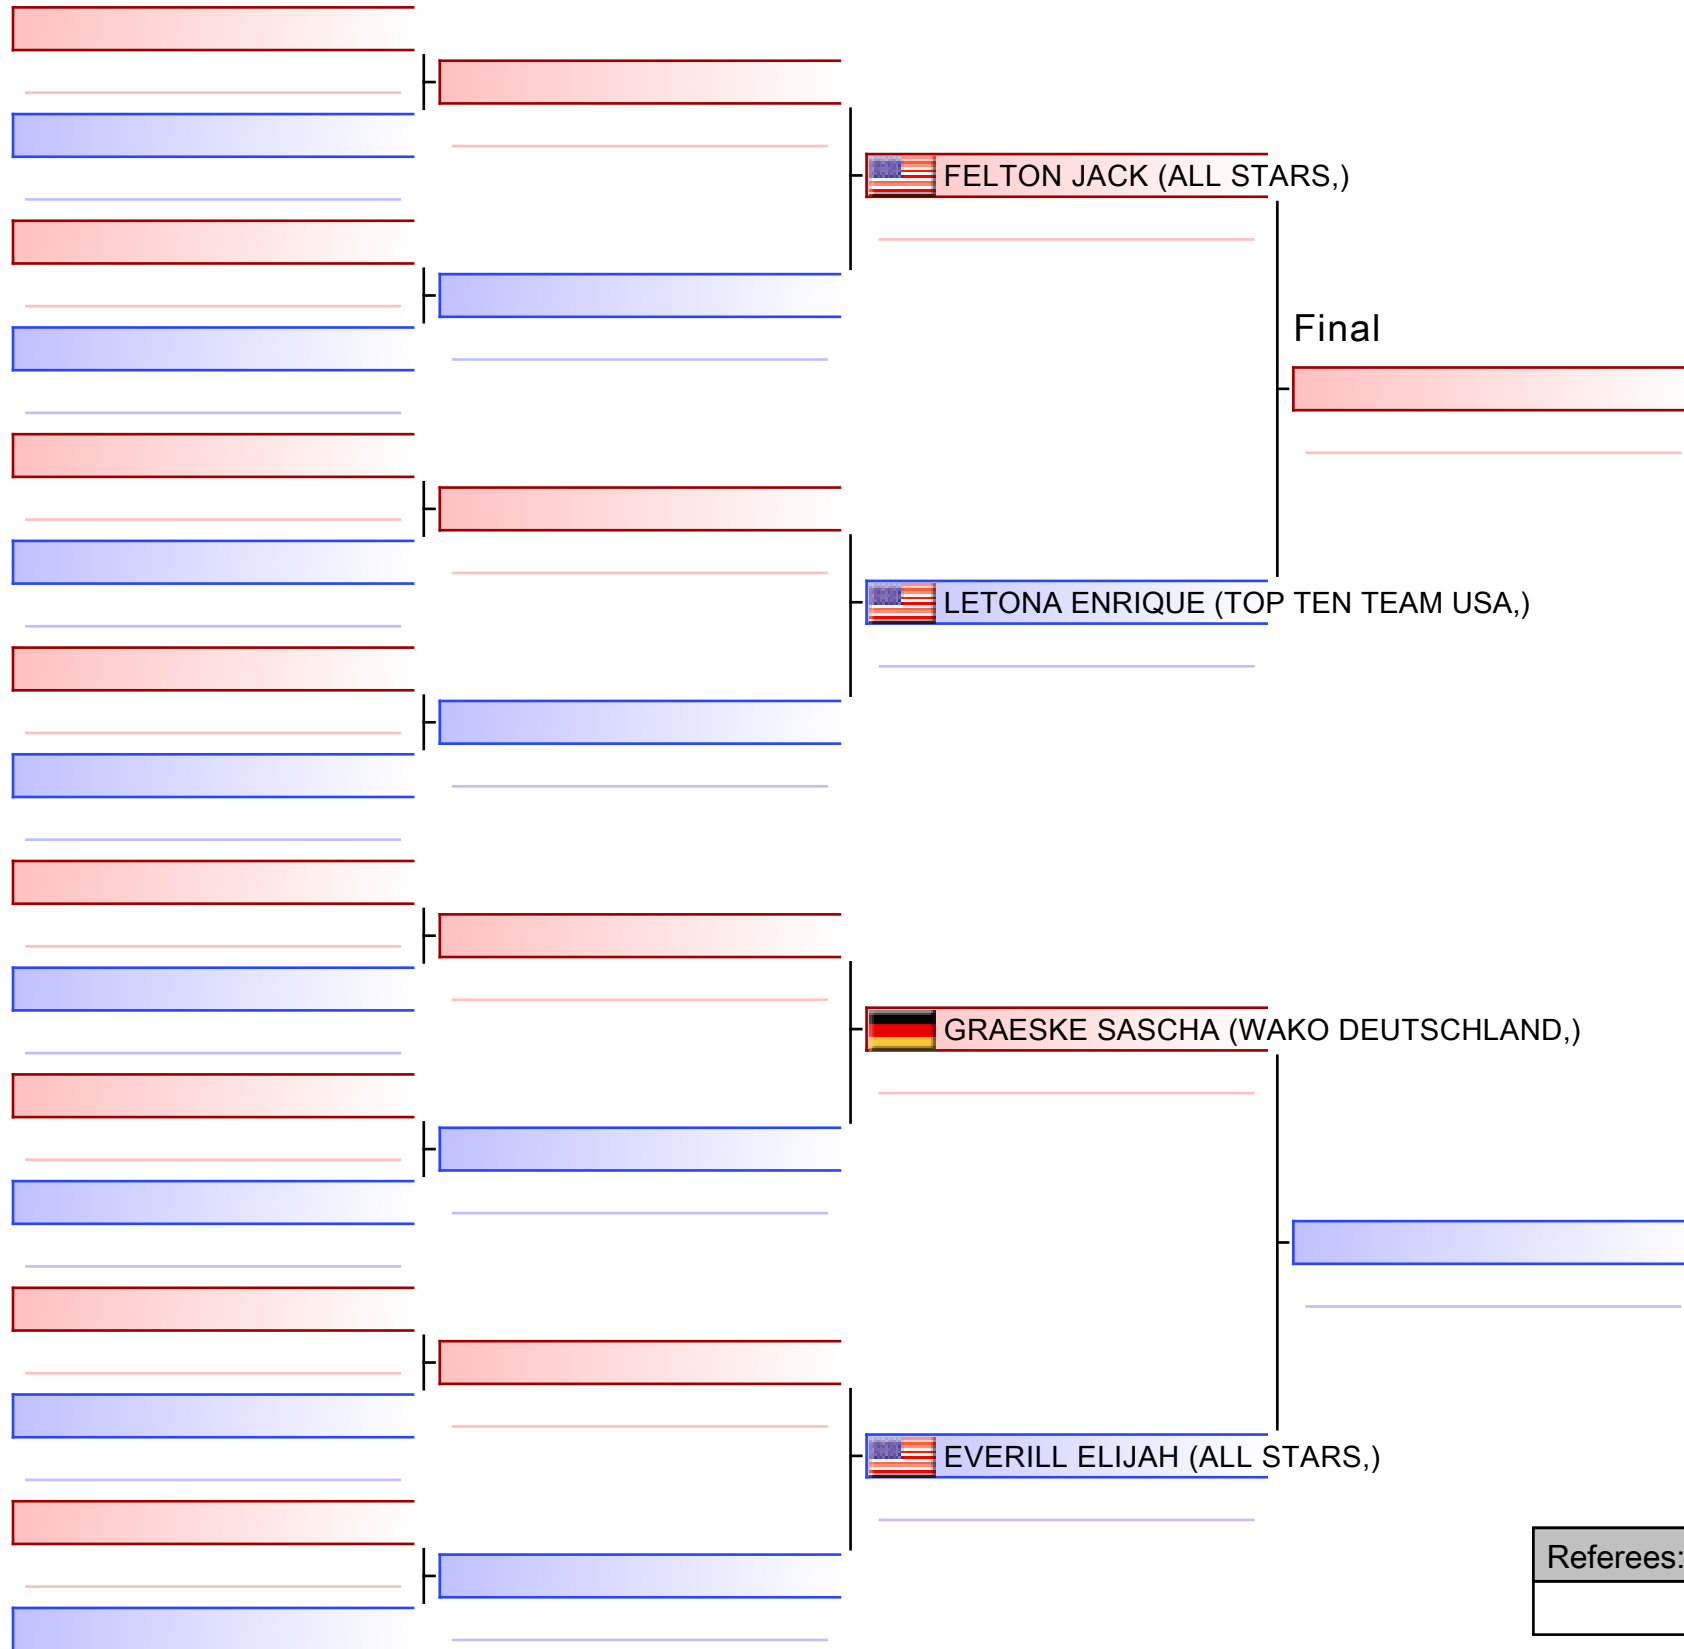 FELTON JACK (ALL STARS,)
Final
LETONA ENRIQUE (TOP TEN TEAM USA,)
GRAESKE SASCHA (WAKO DEUTSCHLAND,)
EVERILL ELIJAH (ALL STARS,)
Referees: